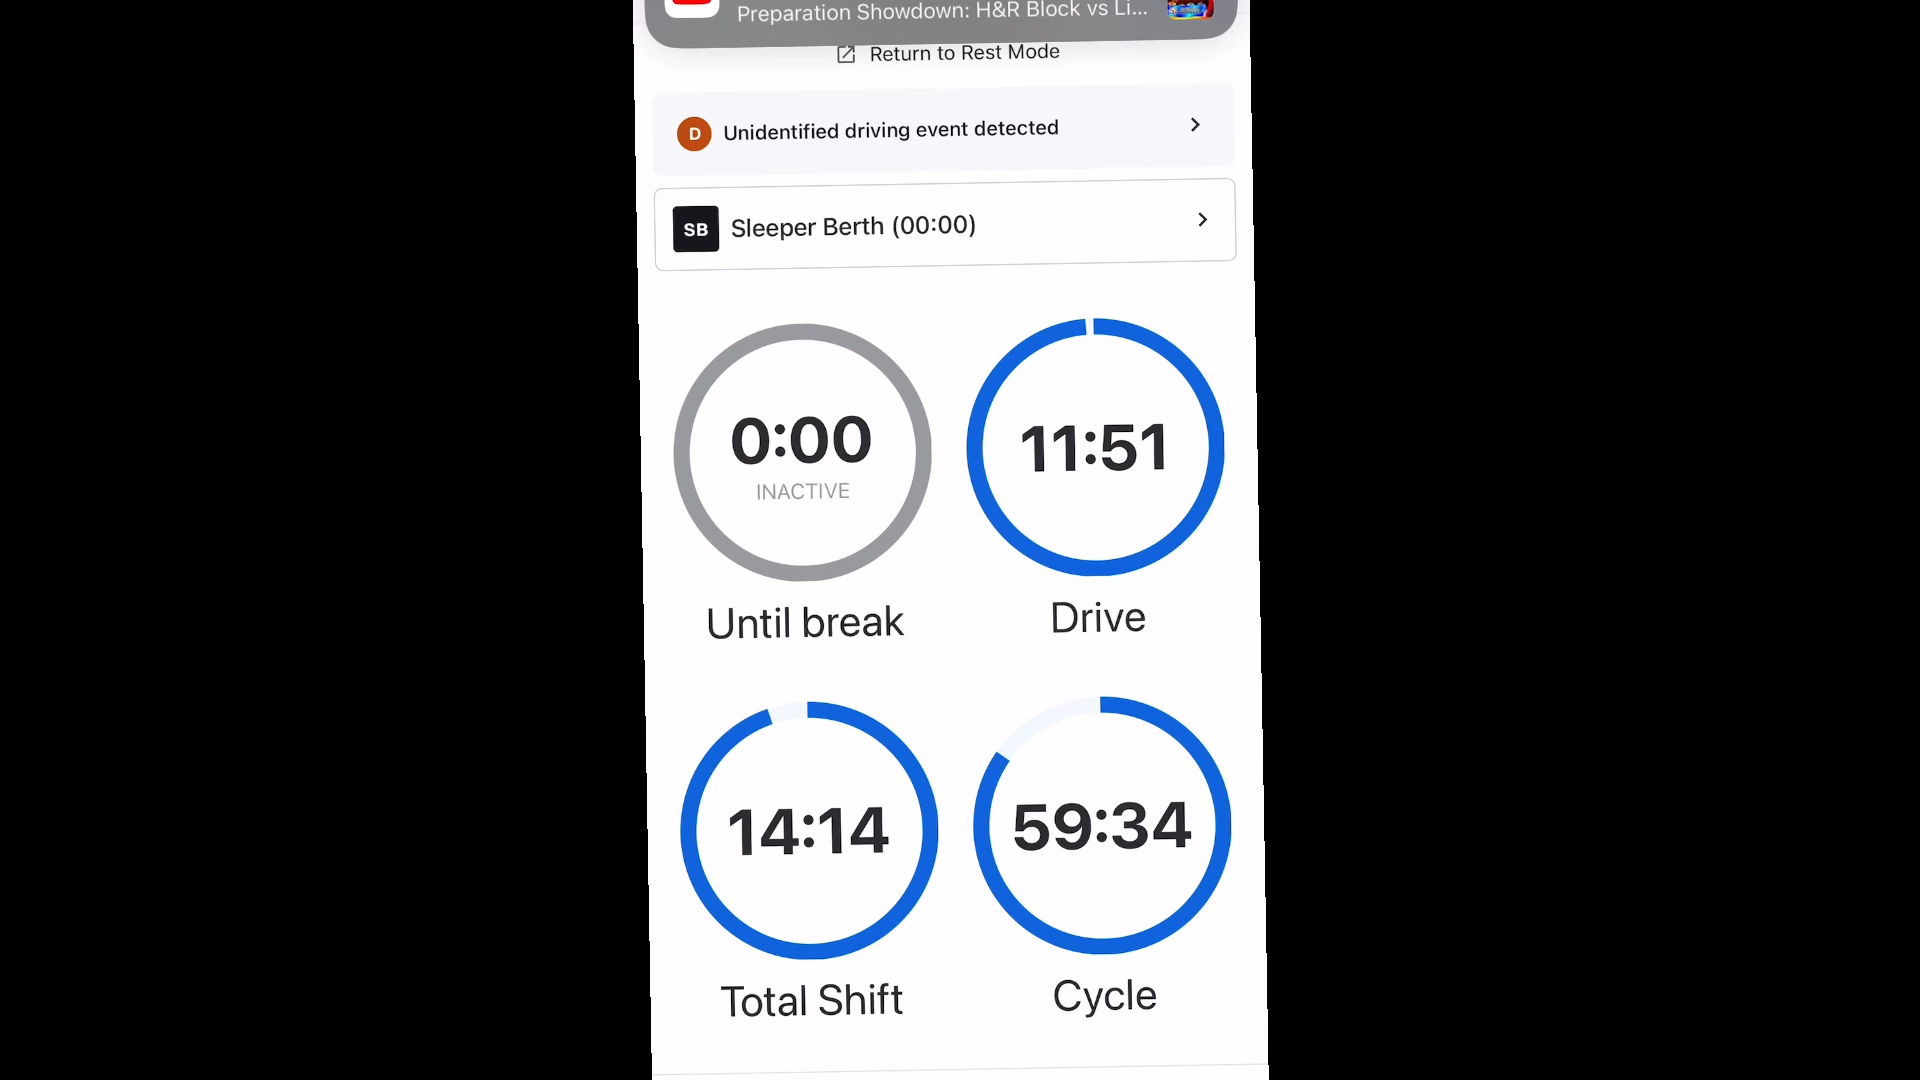 Preparation Showdown: H&R Block vs Li...
Return to Rest Mode
D Unidentified driving event detected
SB Sleeper Berth (00:00)
0:00
INACTIVE
Until break
11:51
Drive
14:14
Total Shift
59:34
Cycle